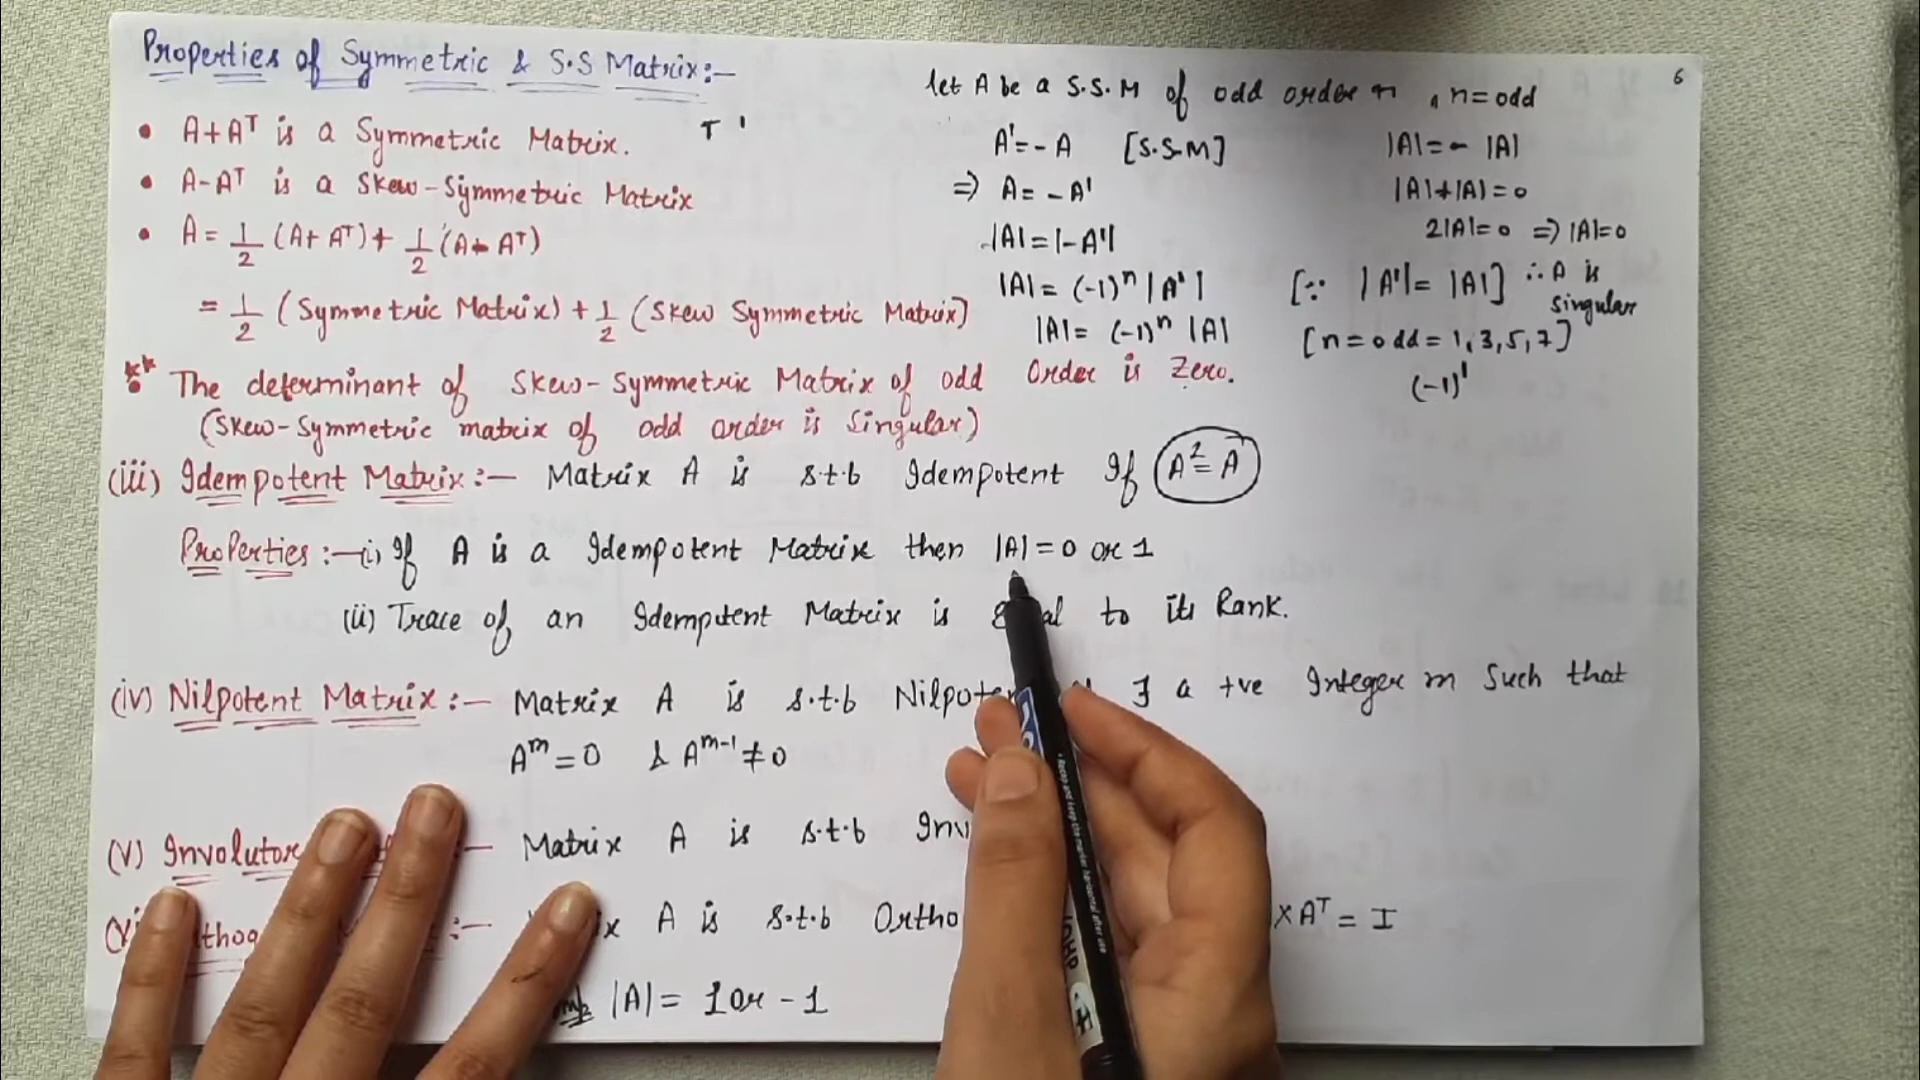 6
Properties of Symmetric & S.S Matrix:-
• A+Aᵀ is a Symmetric Matrix.
T '
• A-Aᵀ is a Skew-Symmetric Matrix
• A = 1/2 (A+Aᵀ) + 1/2 (A-Aᵀ)
= 1/2 (Symmetric Matrix) + 1/2 (Skew Symmetric Matrix)
** • The determinant of Skew-Symmetric Matrix of odd Order is Zero.
(Skew-Symmetric matrix of odd order is Singular)
let A be a S.S.M of odd order n, n=odd
A'=-A [S.S.M]
⇒ A=-A'
|A|=|-A'|
|A|=(-1)ⁿ |A'|
|A|= (-1)ⁿ |A|
[∵ |A'|= |A|]
[n=odd=1,3,5,7]
(-1)¹
|A|=-|A|
|A|+|A|=0
2|A|=0 ⇒ |A|=0
∴ A is
singular
(iii) Idempotent Matrix:- Matrix A is s.t.b Idempotent If A²=A
Properties:-(i) If A is a Idempotent Matrix then |A|=0 or 1
(ii) Trace of an Idemptent Matrix is to its Rank.
(iv) Nilpotent Matrix:- Matrix A is s.t.b ∃ a +ve Integer m Such that
Aᵐ=0 & Aᵐ⁻¹≠0
(v) Matrix A is s.t.b
A is s.t.b XAᵀ = I
|A|= 1 or -1